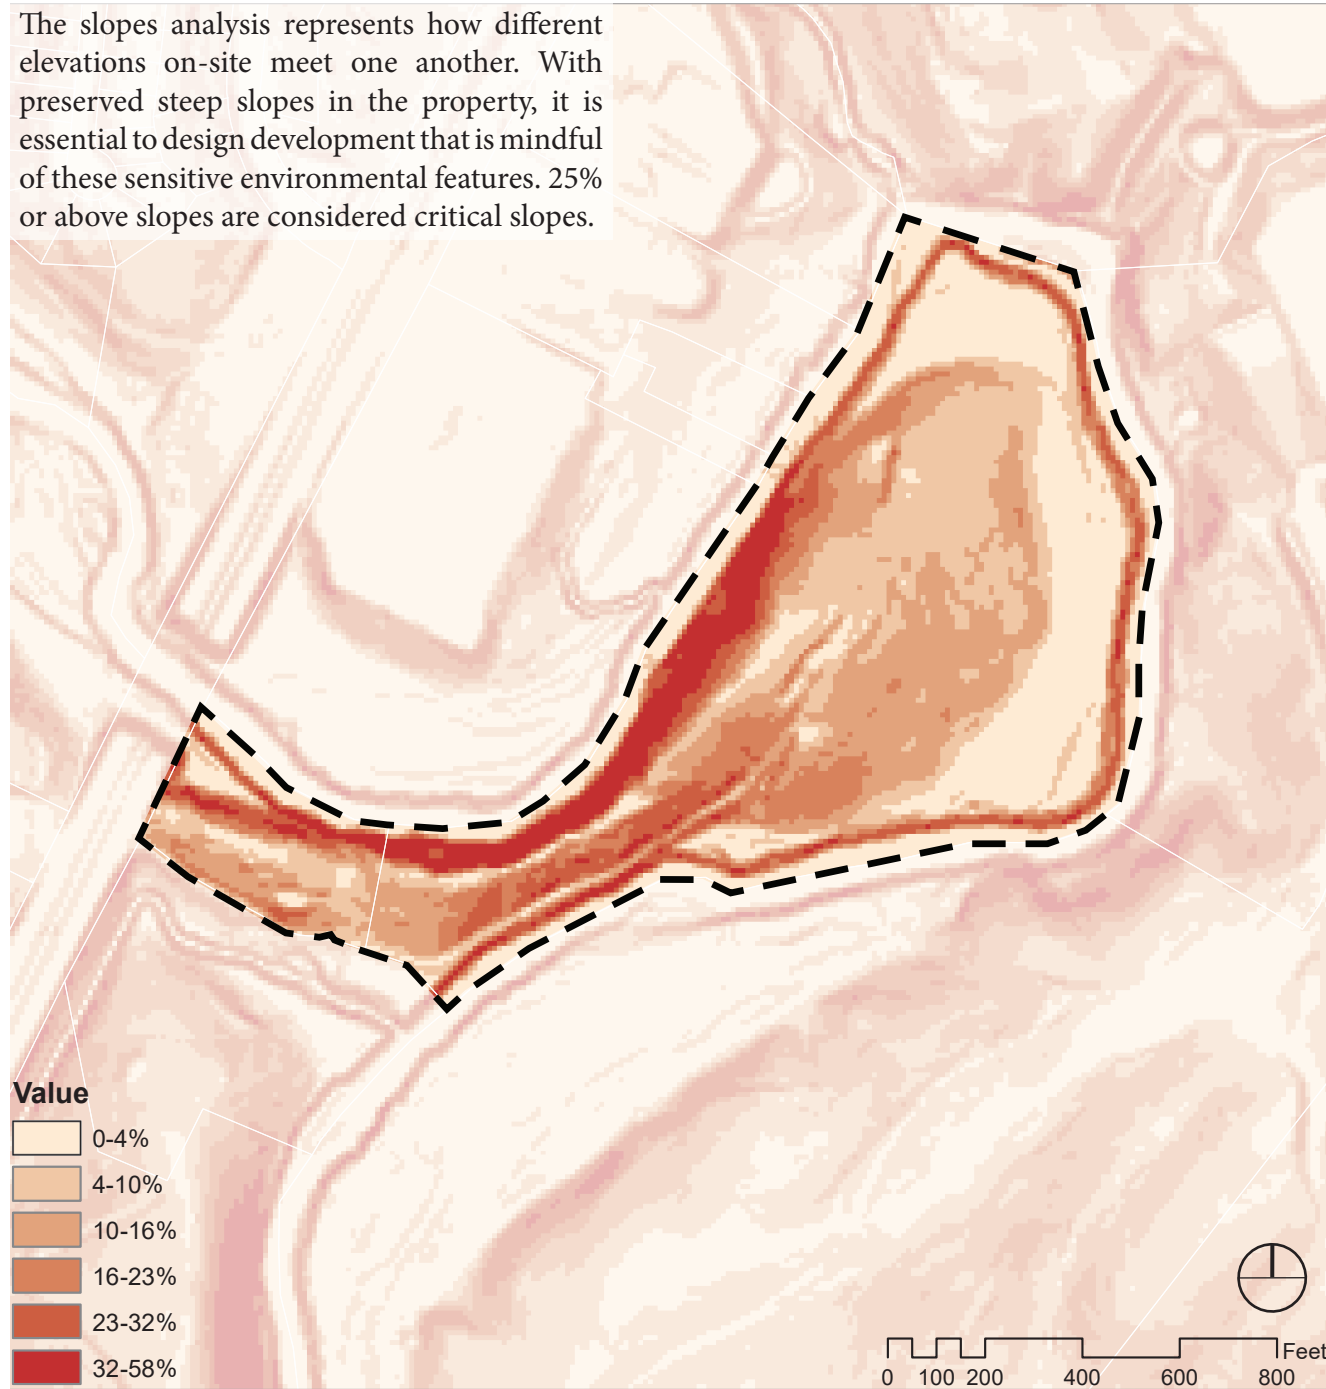 The slopes analysis represents how different
elevations on-site meet one another. With
preserved steep slopes in the property, it is
essential to design development that is mindful
of these sensitive environmental features. 25%
or above slopes are considered critical slopes.
Value
0-4%
4-10%
10-16%
16-23%
23-32%
32-58%
Feet
0 100 200 400 600 800